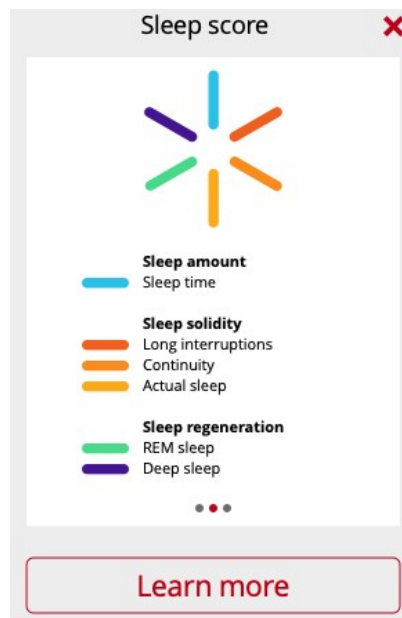 Sleep score
Sleep amount
Sleep time
Sleep solidity
Long interruptions
Continuity
Actual sleep
Sleep regeneration
REM sleep
Deep sleep
Learn more